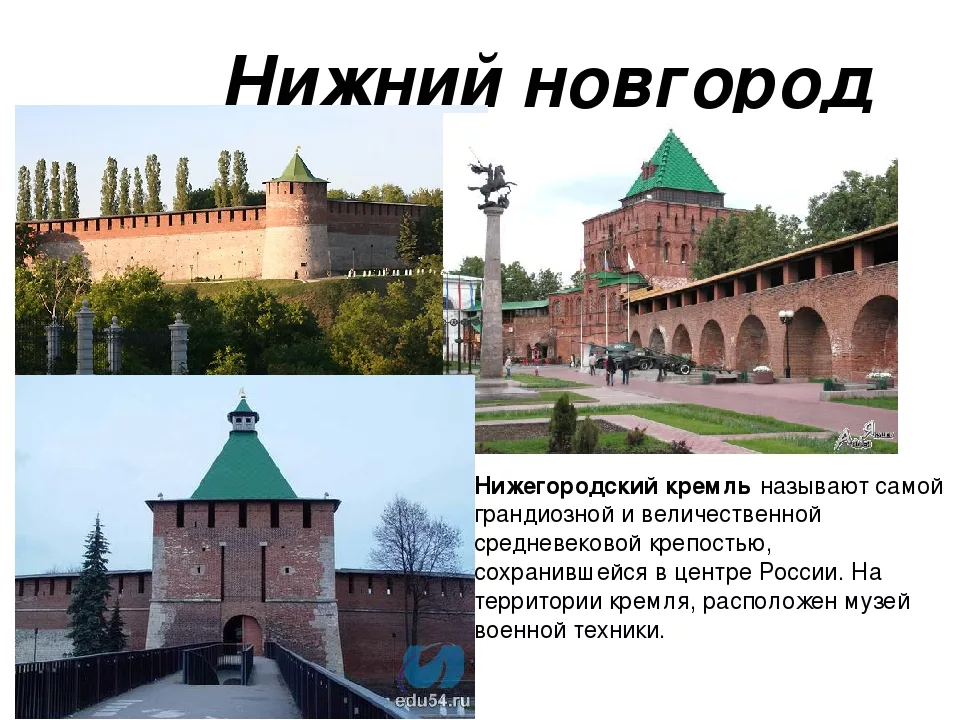 Нижний новгород
Нижегородский кремль называют самой
грандиозной и величественной
средневековой крепостью,
сохранившейся в центре России. На
территории кремля, расположен музей
военной техники.
edu54.ru